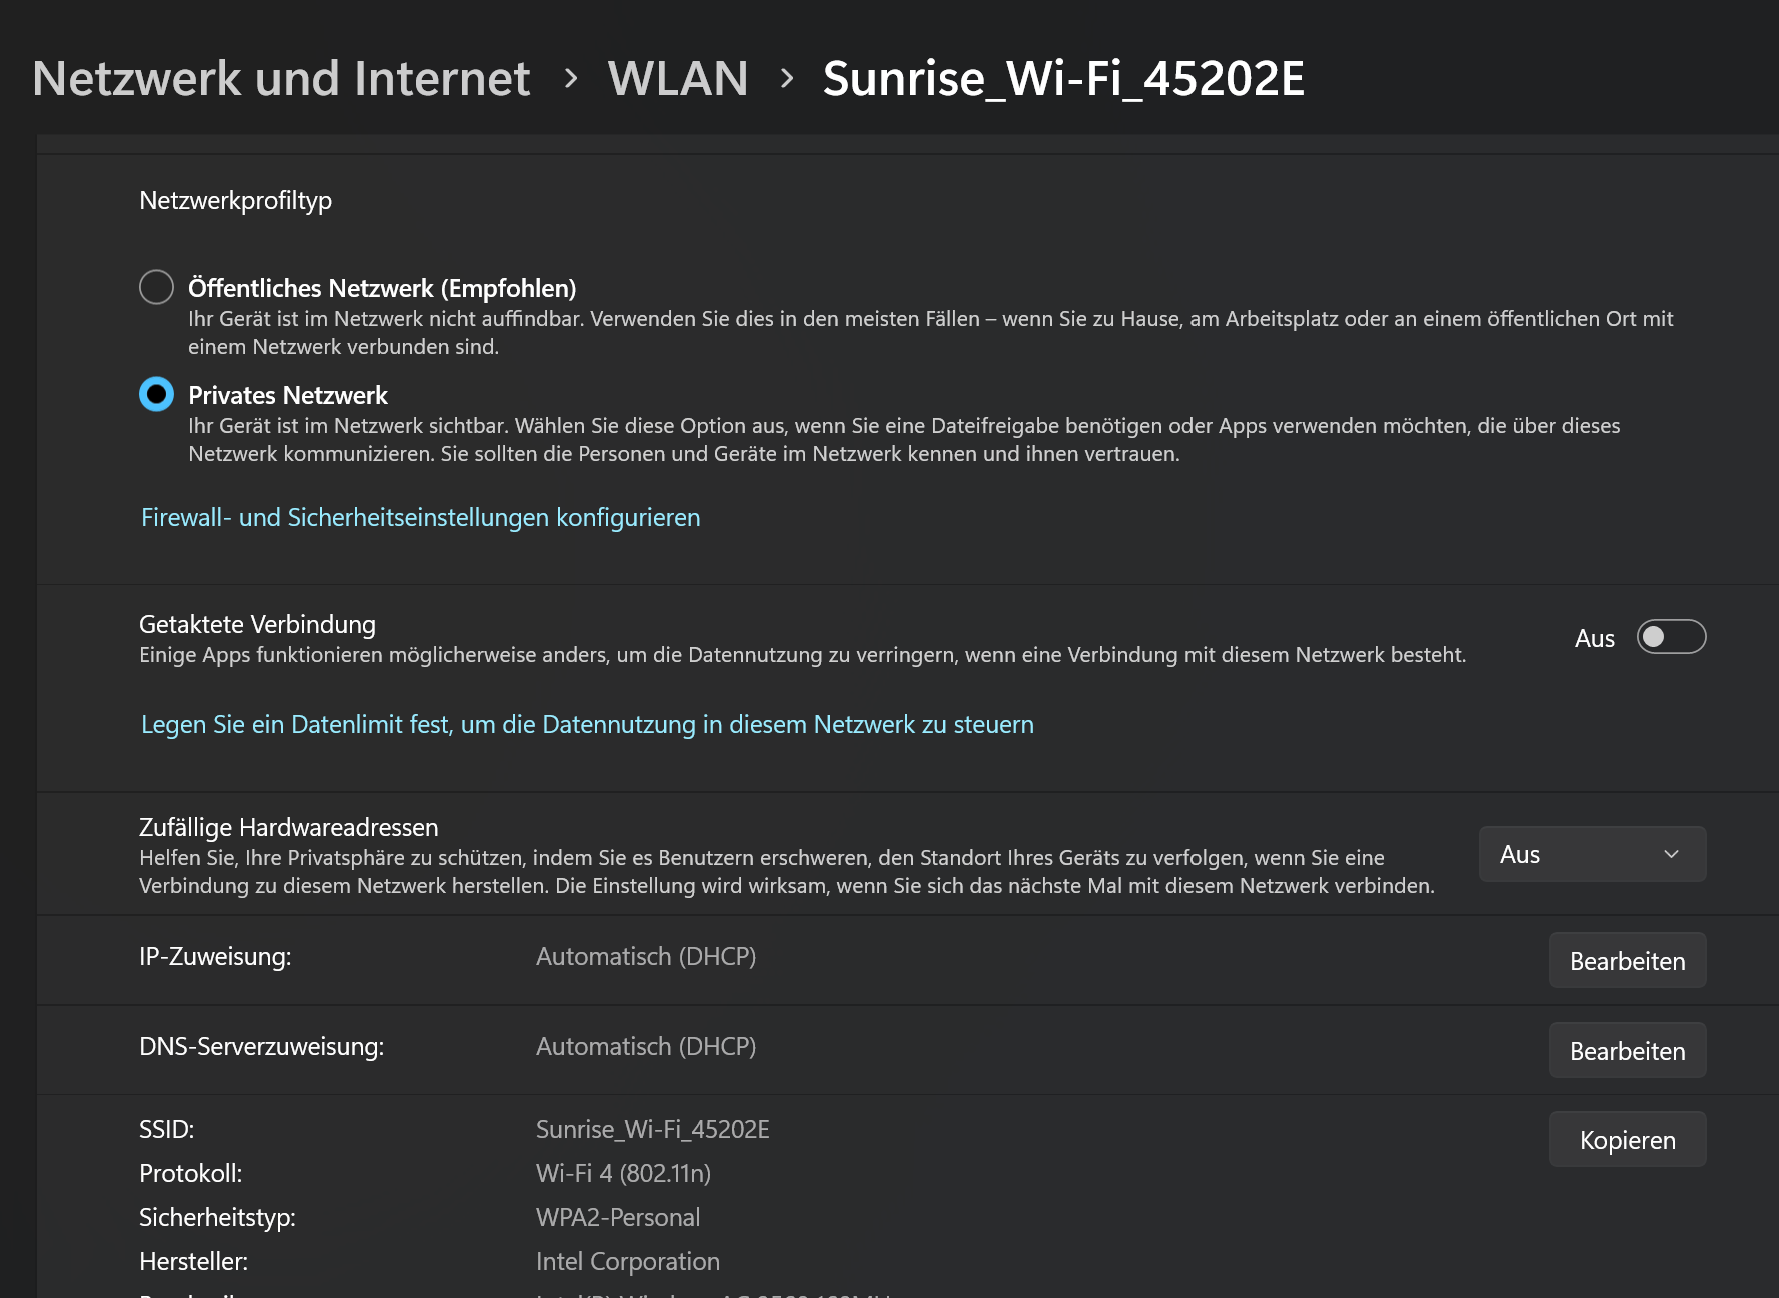 Netzwerk und Internet › WLAN › Sunrise_Wi-Fi_45202E
Netzwerkprofiltyp
Öffentliches Netzwerk (Empfohlen)
Ihr Gerät ist im Netzwerk nicht auffindbar. Verwenden Sie dies in den meisten Fällen – wenn Sie zu Hause, am Arbeitsplatz oder an einem öffentlichen Ort mit
einem Netzwerk verbunden sind.
Privates Netzwerk
Ihr Gerät ist im Netzwerk sichtbar. Wählen Sie diese Option aus, wenn Sie eine Dateifreigabe benötigen oder Apps verwenden möchten, die über dieses
Netzwerk kommunizieren. Sie sollten die Personen und Geräte im Netzwerk kennen und ihnen vertrauen.
Firewall- und Sicherheitseinstellungen konfigurieren
Getaktete Verbindung
Einige Apps funktionieren möglicherweise anders, um die Datennutzung zu verringern, wenn eine Verbindung mit diesem Netzwerk besteht.
Aus
Legen Sie ein Datenlimit fest, um die Datennutzung in diesem Netzwerk zu steuern
Zufällige Hardwareadressen
Helfen Sie, Ihre Privatsphäre zu schützen, indem Sie es Benutzern erschweren, den Standort Ihres Geräts zu verfolgen, wenn Sie eine
Verbindung zu diesem Netzwerk herstellen. Die Einstellung wird wirksam, wenn Sie sich das nächste Mal mit diesem Netzwerk verbinden.
Aus
IP-Zuweisung: Automatisch (DHCP) Bearbeiten
DNS-Serverzuweisung: Automatisch (DHCP) Bearbeiten
SSID: Sunrise_Wi-Fi_45202E Kopieren
Protokoll: Wi-Fi 4 (802.11n)
Sicherheitstyp: WPA2-Personal
Hersteller: Intel Corporation